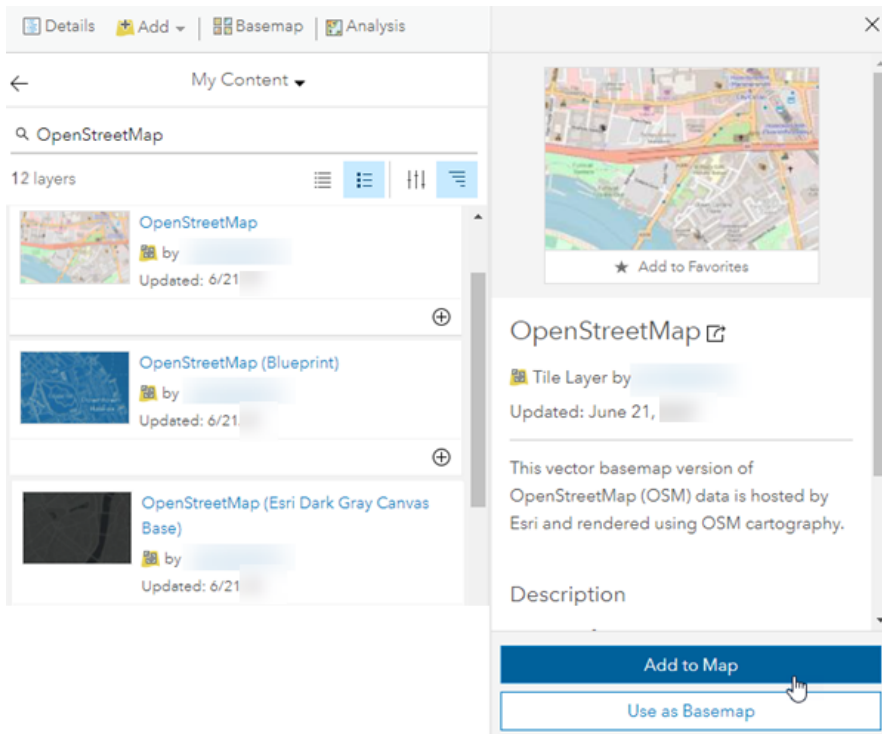 Details Add Basemap Analysis
My Content
OpenStreetMap
12 layers
OpenStreetMap
by
Updated: 6/21
OpenStreetMap (Blueprint)
by
Updated: 6/21
OpenStreetMap (Esri Dark Gray Canvas
Base)
by
Updated: 6/21
★ Add to Favorites
OpenStreetMap
Tile Layer by
Updated: June 21,
This vector basemap version of
OpenStreetMap (OSM) data is hosted by
Esri and rendered using OSM cartography.
Description
Add to Map
Use as Basemap